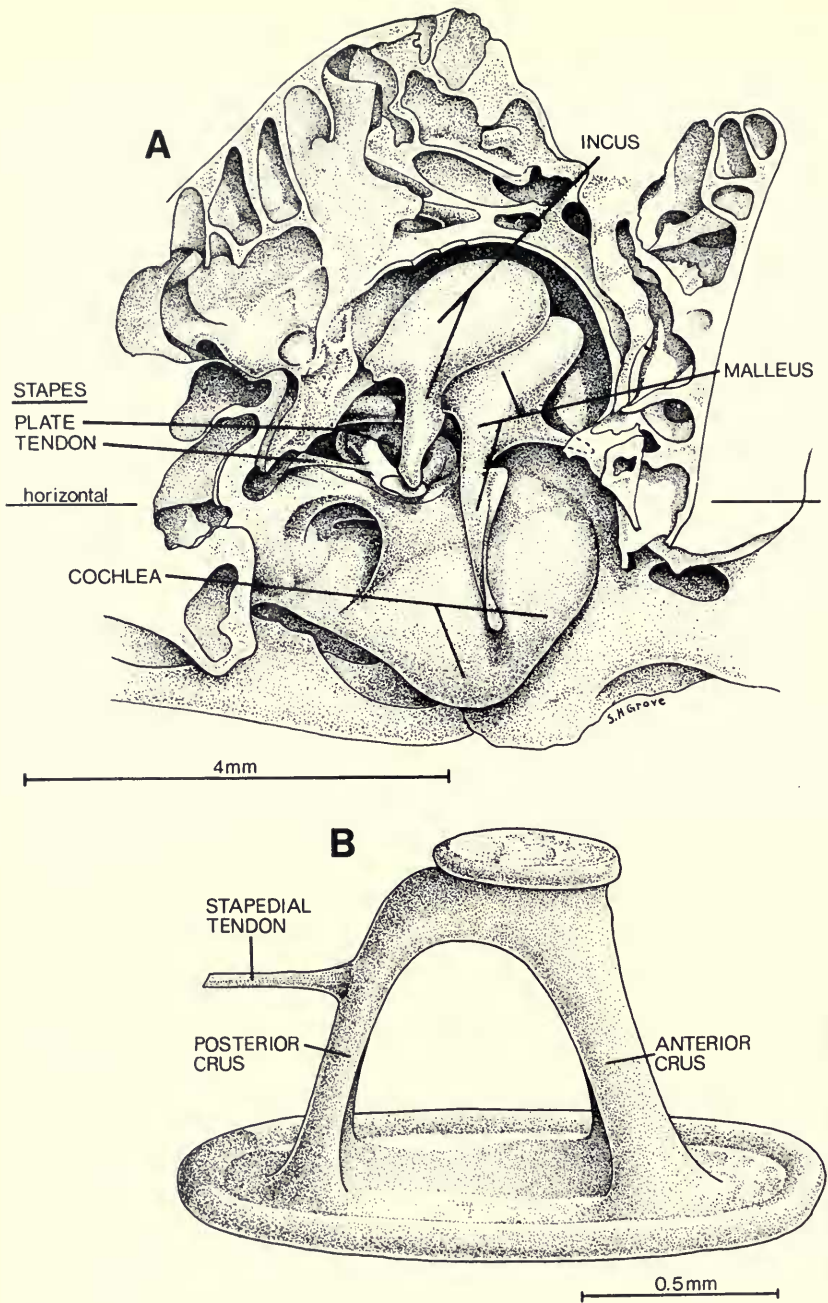 A
INCUS
MALLEUS
STAPES
PLATE
TENDON
horizontal
COCHLEA
S.H Grove
4mm
B
STAPEDIAL
TENDON
POSTERIOR
CRUS
ANTERIOR
CRUS
0.5mm